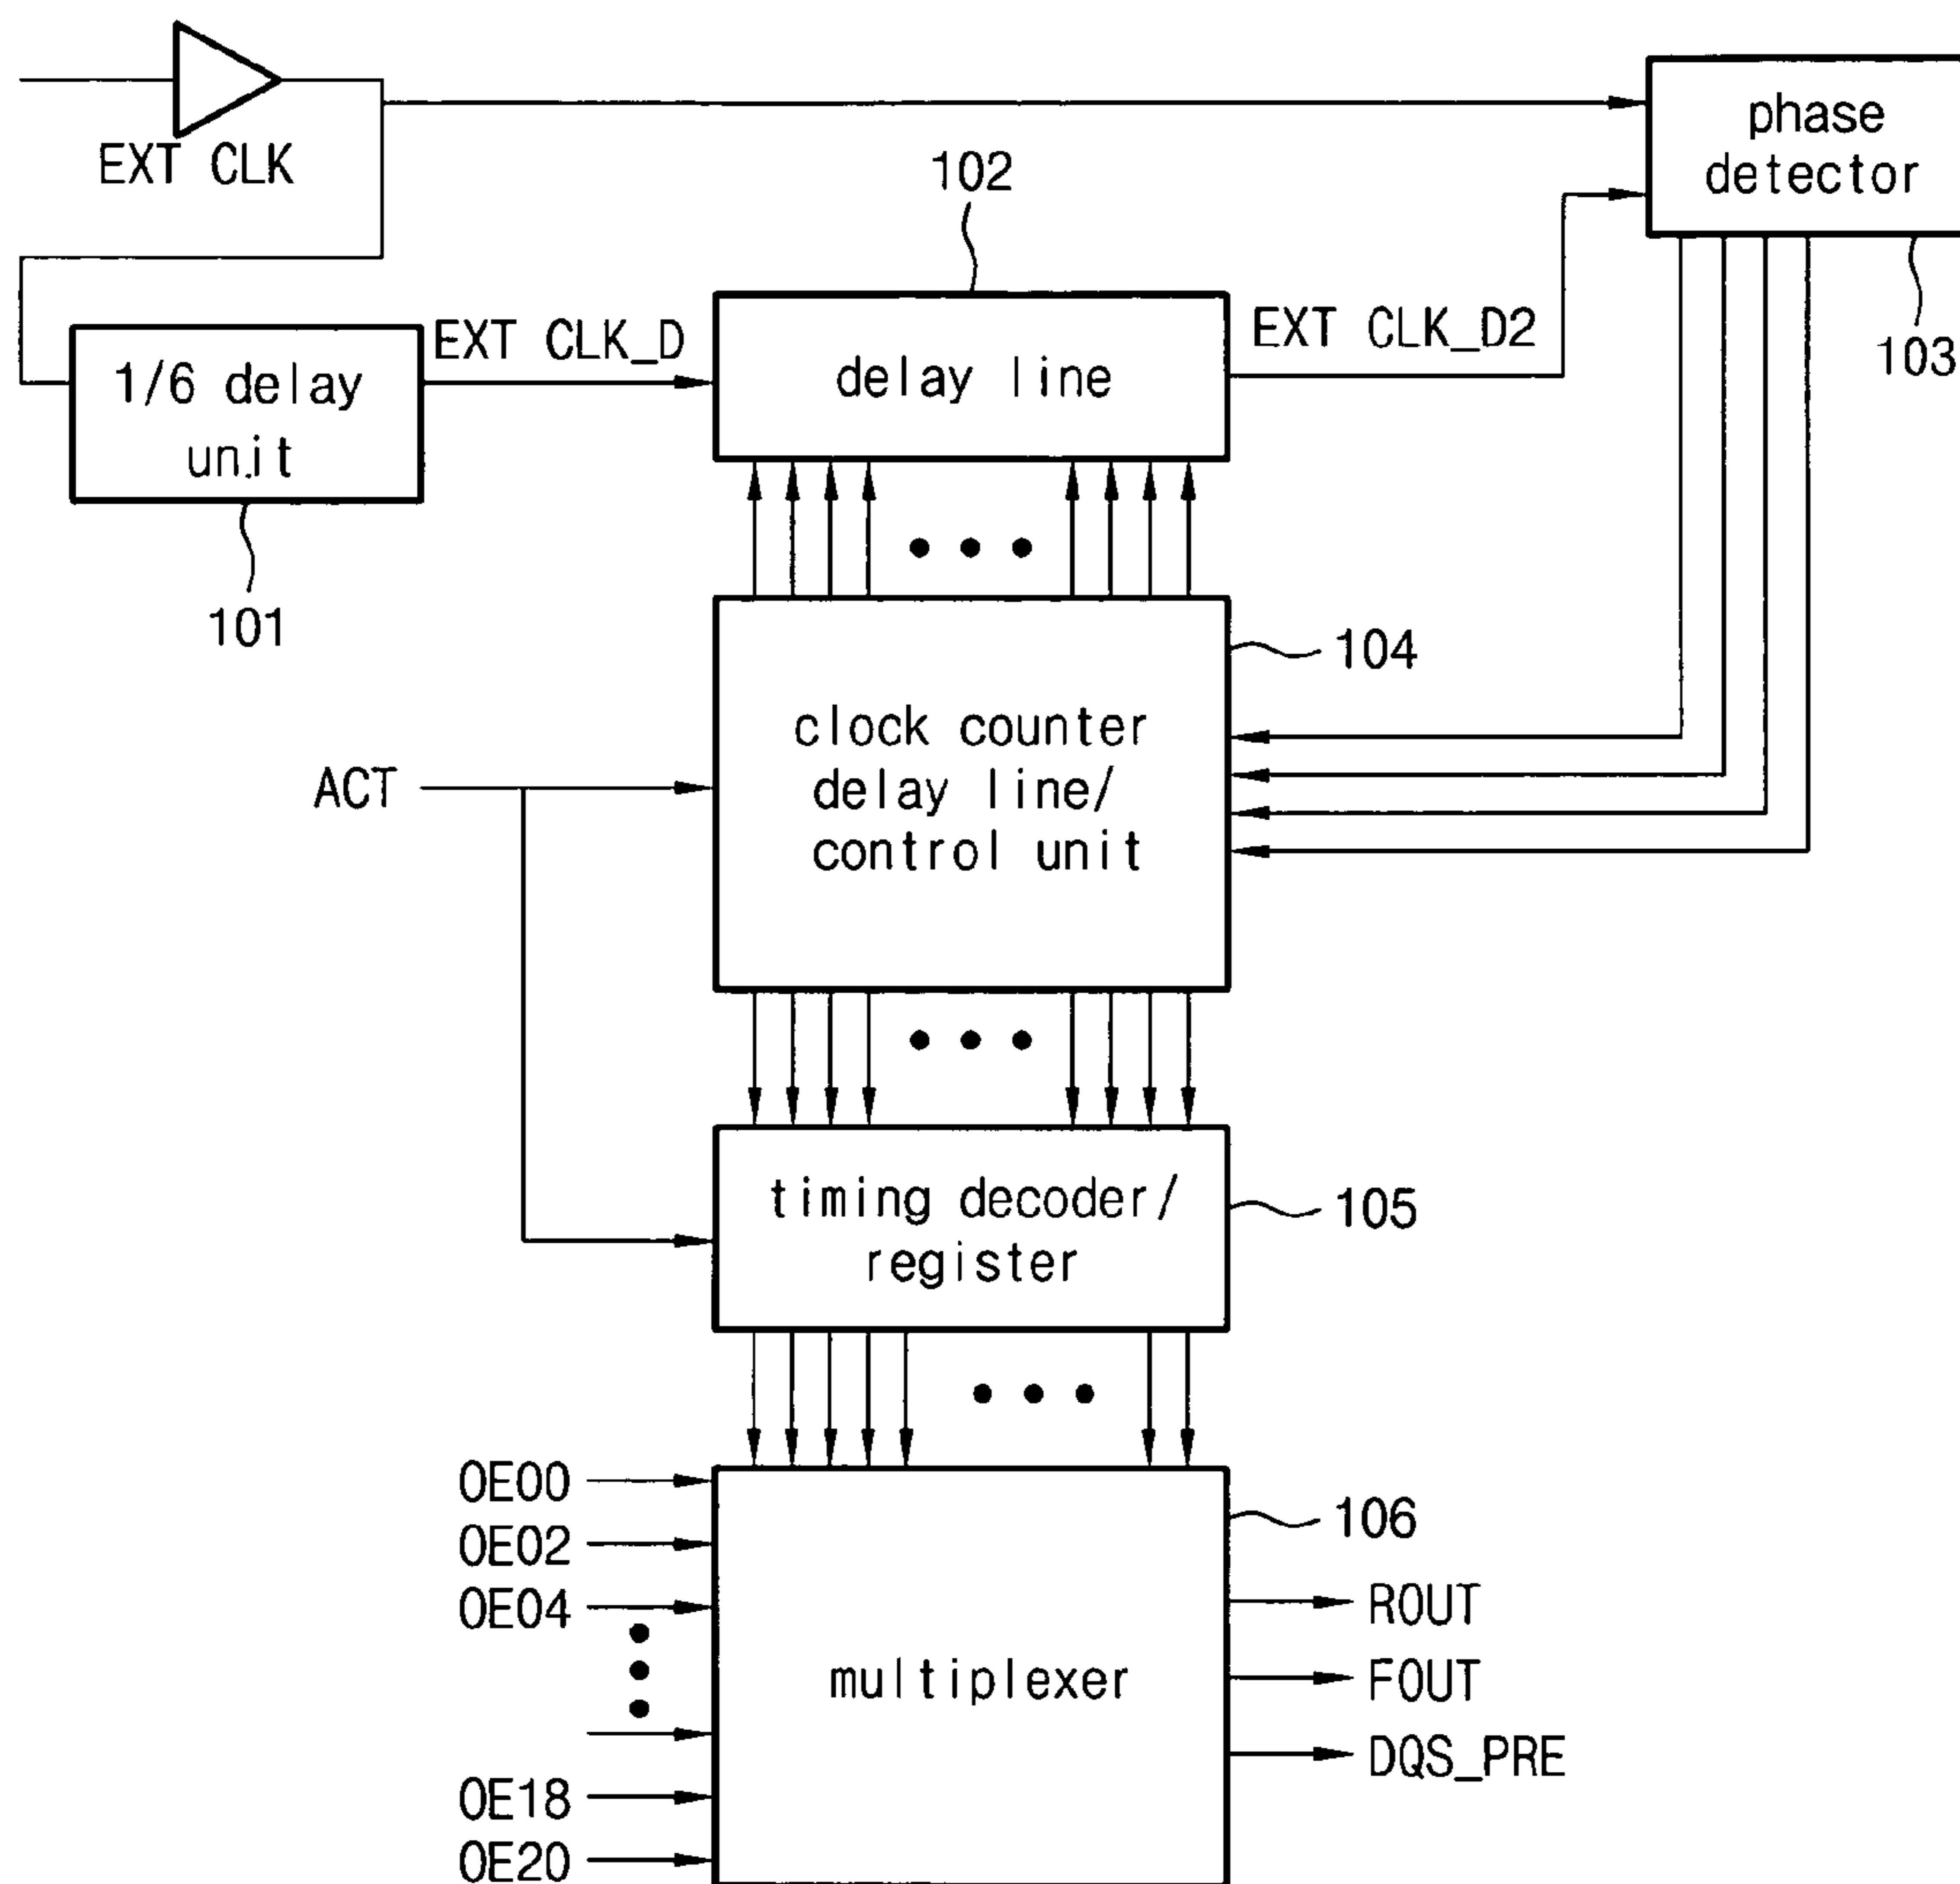 EXT CLK
phase
detector
102
103
EXT CLK_D
EXT CLK_D2
1/6 delay
unit
delay line
101
104
clock counter
delay line/
control unit
ACT
timing decoder/
register
105
OE00
OE02
OE04
OE18
OE20
106
multiplexer
ROUT
FOUT
DQS_PRE